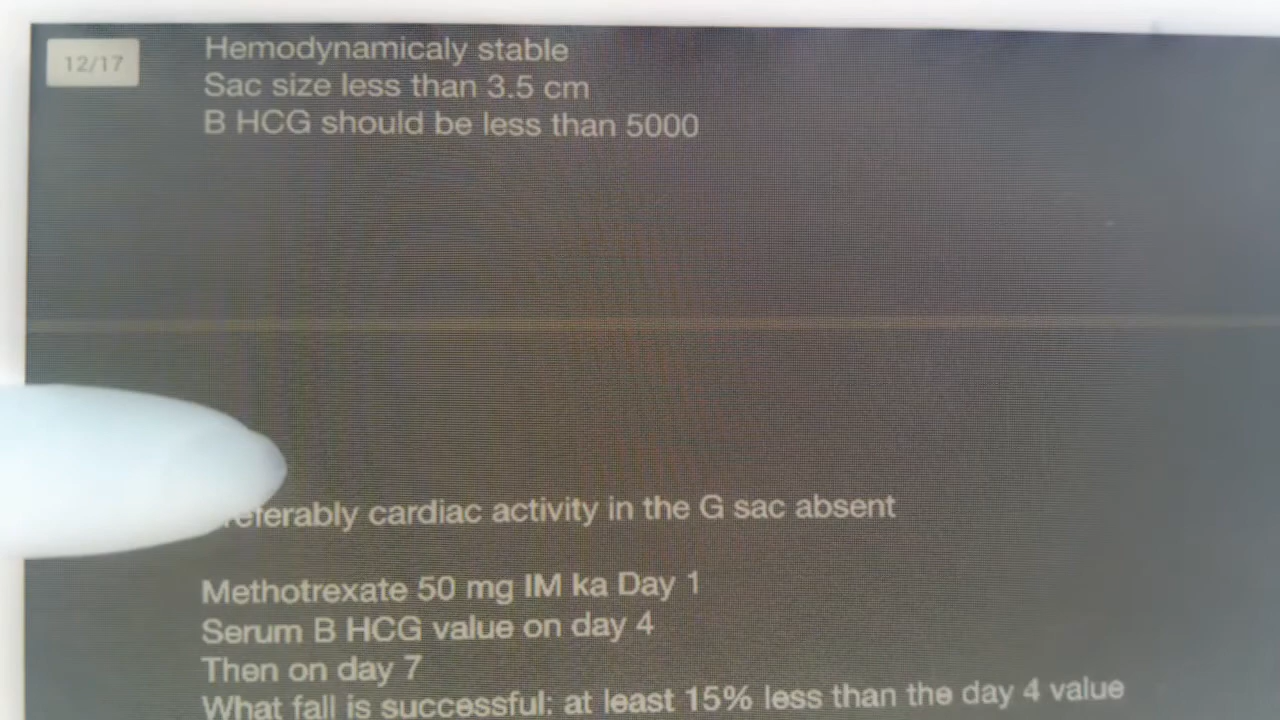 12/17
Hemodynamicaly stable
Sac size less than 3.5 cm
B HCG should be less than 5000
cardiac activity in the G sac absent
Methotrexate 50 mg IM ka Day 1
Serum B HCG value on day 4
Then on day 7
What fall is successful: at least 15% less than the day 4 value